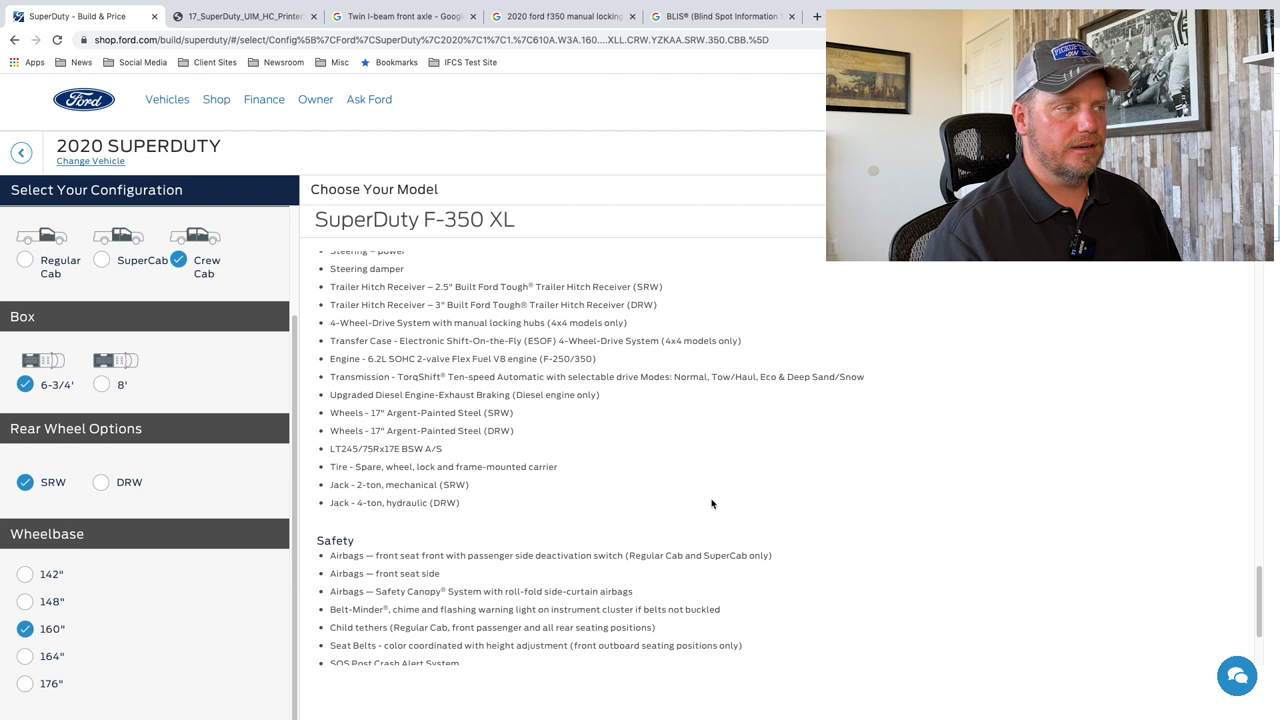 SuperDuty - Build & Price
17_SuperDuty_UIM_HC_Printer
Twin I-beam front axle - Goog
2020 ford f350 manual locking
BLIS® (Blind Spot Information
shop.ford.com/build/superduty/#/select/Config%5B%7CFord%7CSuperDuty%7C2020%7C1%7C1.%7C610A.W3A.160....XLL.CRW.YZKAA.SRW.350.CBB.%5D
Apps
News
Social Media
Client Sites
Newsroom
Misc
Bookmarks
IFCS Test Site
Ford
Vehicles
Shop
Finance
Owner
Ask Ford
2020 SUPERDUTY
Change Vehicle
Select Your Configuration
Regular Cab
SuperCab
Crew Cab
Box
6-3/4'
8'
Rear Wheel Options
SRW
DRW
Wheelbase
142"
148"
160"
164"
176"
Choose Your Model
SuperDuty F-350 XL
Steering – power
Steering damper
Trailer Hitch Receiver – 2.5" Built Ford Tough® Trailer Hitch Receiver (SRW)
Trailer Hitch Receiver – 3" Built Ford Tough® Trailer Hitch Receiver (DRW)
4-Wheel-Drive System with manual locking hubs (4x4 models only)
Transfer Case - Electronic Shift-On-the-Fly (ESOF) 4-Wheel-Drive System (4x4 models only)
Engine - 6.2L SOHC 2-valve Flex Fuel V8 engine (F-250/350)
Transmission - TorqShift® Ten-speed Automatic with selectable drive Modes: Normal, Tow/Haul, Eco & Deep Sand/Snow
Upgraded Diesel Engine-Exhaust Braking (Diesel engine only)
Wheels - 17" Argent-Painted Steel (SRW)
Wheels - 17" Argent-Painted Steel (DRW)
LT245/75Rx17E BSW A/S
Tire - Spare, wheel, lock and frame-mounted carrier
Jack - 2-ton, mechanical (SRW)
Jack - 4-ton, hydraulic (DRW)
Safety
Airbags — front seat front with passenger side deactivation switch (Regular Cab and SuperCab only)
Airbags — front seat side
Airbags — Safety Canopy® System with roll-fold side-curtain airbags
Belt-Minder®, chime and flashing warning light on instrument cluster if belts not buckled
Child tethers (Regular Cab, front passenger and all rear seating positions)
Seat Belts - color coordinated with height adjustment (front outboard seating positions only)
SOS Post Crash Alert System